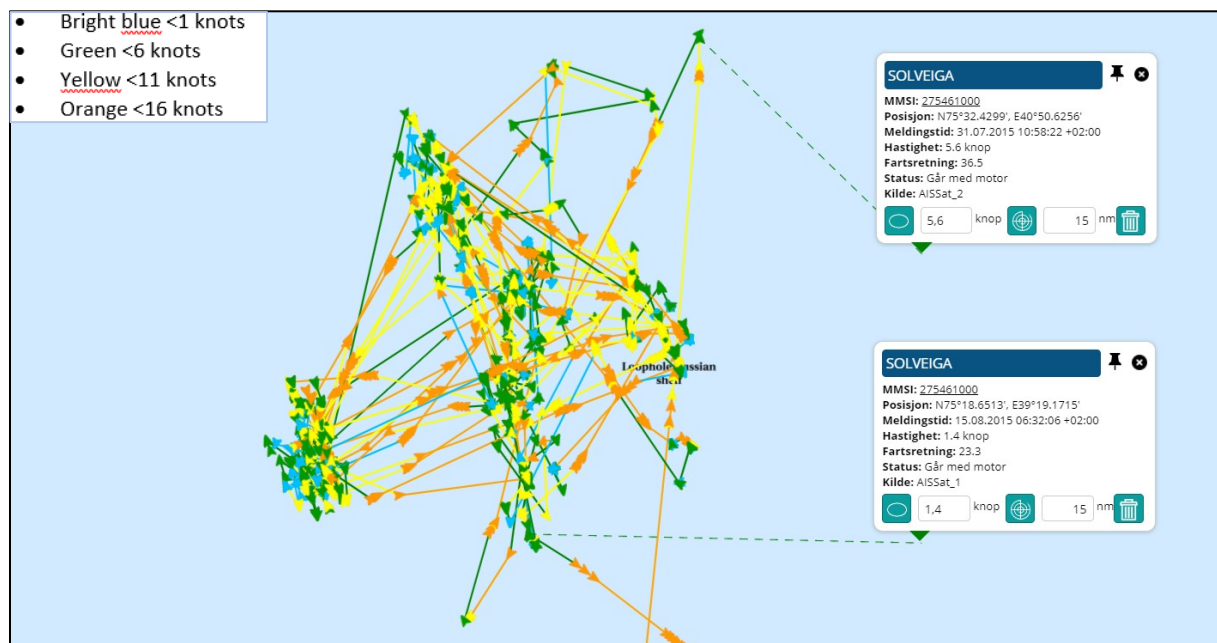 Bright blue <1 knots
Green <6 knots
Yellow <11 knots
Orange <16 knots
SOLVEIGA
MMSI: 275461000
Posisjon: N75°32.4299', E40°50.6256'
Meldingstid: 31.07.2015 10:58:22 +02:00
Hastighet: 5.6 knop
Fartsretning: 36.5
Status: Går med motor
Kilde: AISSat_2
5,6 knop 15 nm
SOLVEIGA
MMSI: 275461000
Posisjon: N75°18.6513', E39°19.1715'
Meldingstid: 15.08.2015 06:32:06 +02:00
Hastighet: 1.4 knop
Fartsretning: 23.3
Status: Går med motor
Kilde: AISSat_1
1,4 knop 15 nm